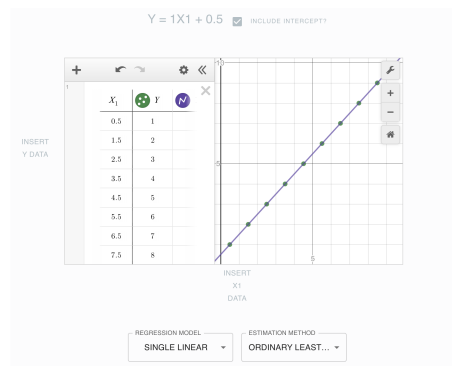 Y = 1X1 + 0.5 INCLUDE INTERCEPT?
1
X₁ Y
0.5 1
1.5 2
2.5 3
3.5 4
4.5 5
5.5 6
6.5 7
7.5 8
10
5
5
INSERT
Y DATA
INSERT
X1
DATA
REGRESSION MODEL
SINGLE LINEAR
ESTIMATION METHOD
ORDINARY LEAST...